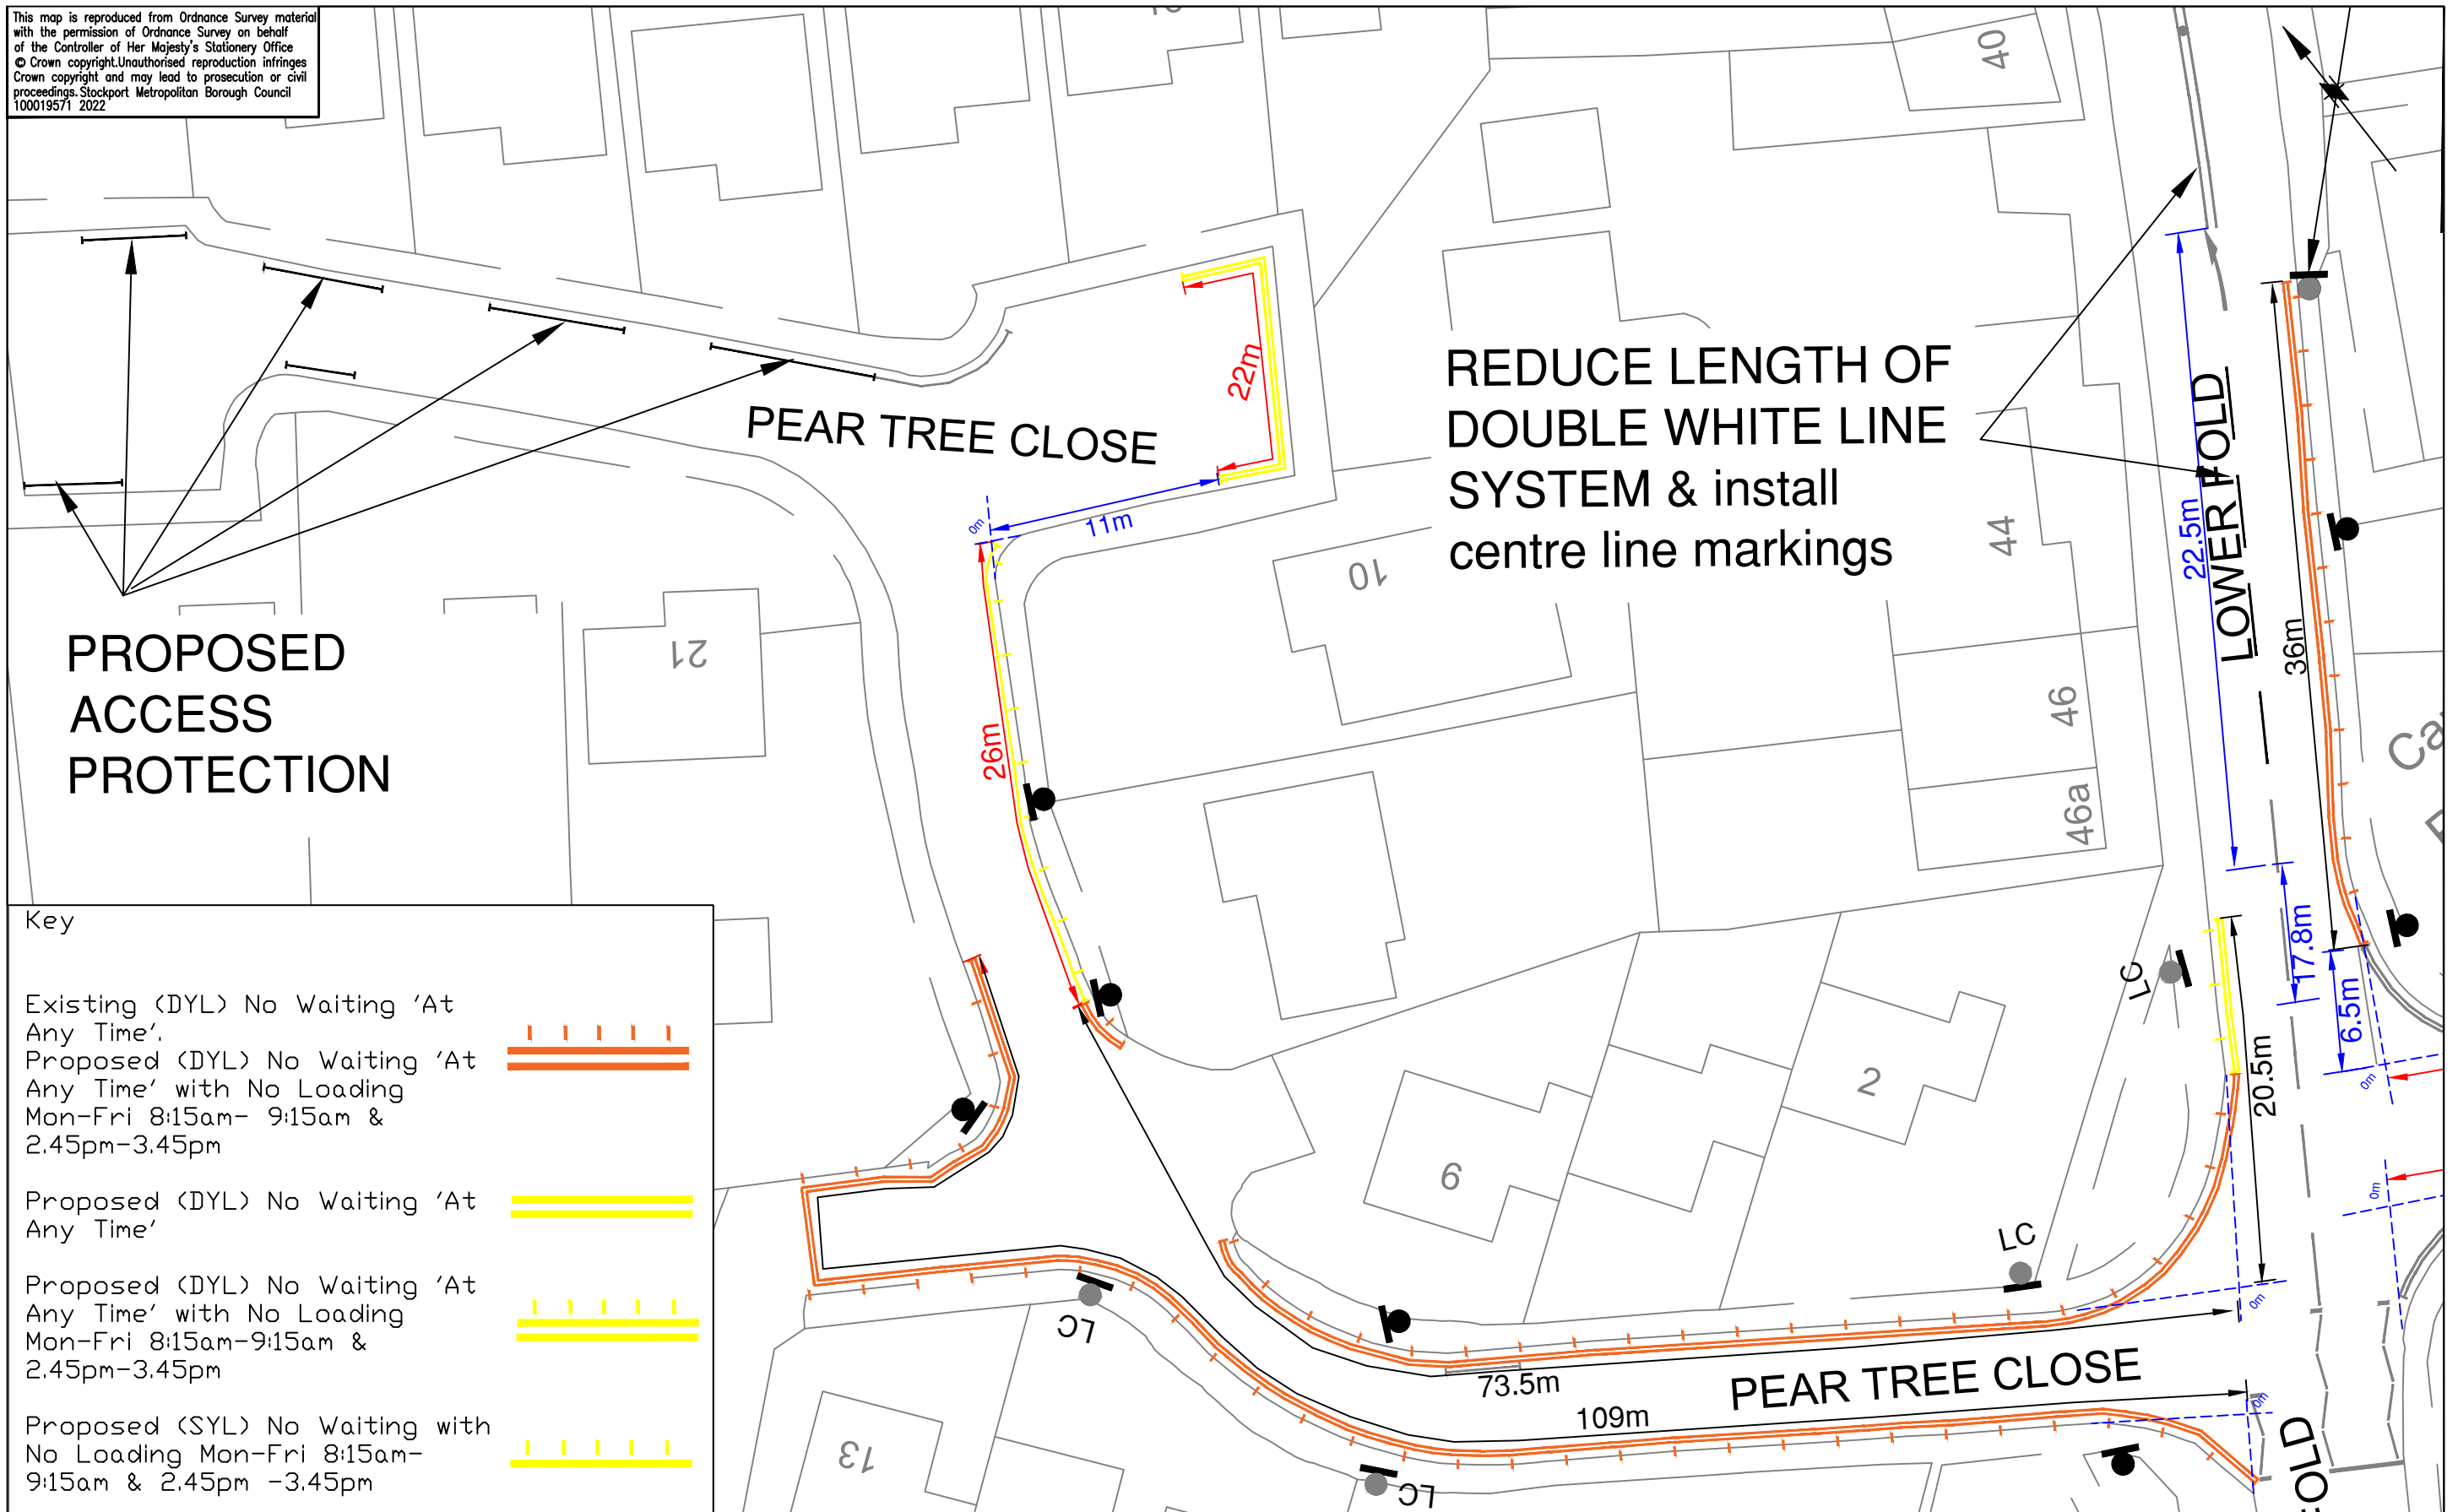 This map is reproduced from Ordnance Survey material
with the permission of Ordnance Survey on behalf
of the Controller of Her Majesty's Stationery Office
© Crown copyright.Unauthorised reproduction infringes
Crown copyright and may lead to prosecution or civil
proceedings. Stockport Metropolitan Borough Council
100019571 2022
40
22m
PEAR TREE CLOSE
0m
11m
REDUCE LENGTH OF
DOUBLE WHITE LINE
SYSTEM & install
centre line markings
LOWER FOLD
22.5m
36m
10
44
21
46
46a
26m
PROPOSED
ACCESS
PROTECTION
LC
17.8m
6.5m
20.5m
0m
0m
2
9
LC
0m
LC
73.5m
PEAR TREE CLOSE
109m
0m
13
LC
FOLD
Key
Existing (DYL) No Waiting 'At
Any Time'.
Proposed (DYL) No Waiting 'At
Any Time' with No Loading
Mon-Fri 8:15am- 9:15am &
2.45pm-3.45pm
Proposed (DYL) No Waiting 'At
Any Time'
Proposed (DYL) No Waiting 'At
Any Time' with No Loading
Mon-Fri 8:15am-9:15am &
2.45pm-3.45pm
Proposed (SYL) No Waiting with
No Loading Mon-Fri 8:15am-
9:15am & 2.45pm -3.45pm